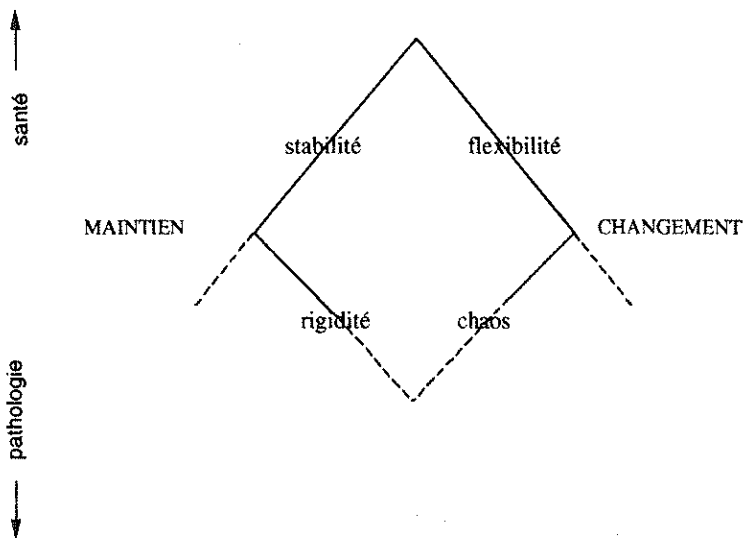 santé
stabilité
flexibilité
MAINTIEN
CHANGEMENT
rigidité
chaos
pathologie